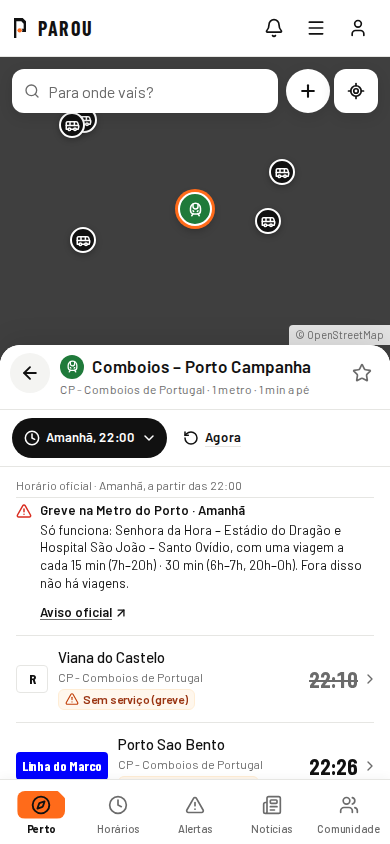 PAROU
Para onde vais?
© OpenStreetMap
Comboios – Porto Campanha
CP - Comboios de Portugal · 1 metro · 1 min a pé
Amanhã, 22:00
Agora
Horário oficial · Amanhã, a partir das 22:00
Greve na Metro do Porto · Amanhã
Só funciona: Senhora da Hora – Estádio do Dragão e
Hospital São João – Santo Ovídio, com uma viagem a
cada 15 min (7h–20h) · 30 min (6h–7h, 20h–0h). Fora disso
não há viagens.
Aviso oficial
R
Viana do Castelo
CP - Comboios de Portugal
Sem serviço (greve)
22:10
Linha do Marco
Porto Sao Bento
CP - Comboios de Portugal
22:26
Perto
Horários
Alertas
Notícias
Comunidade